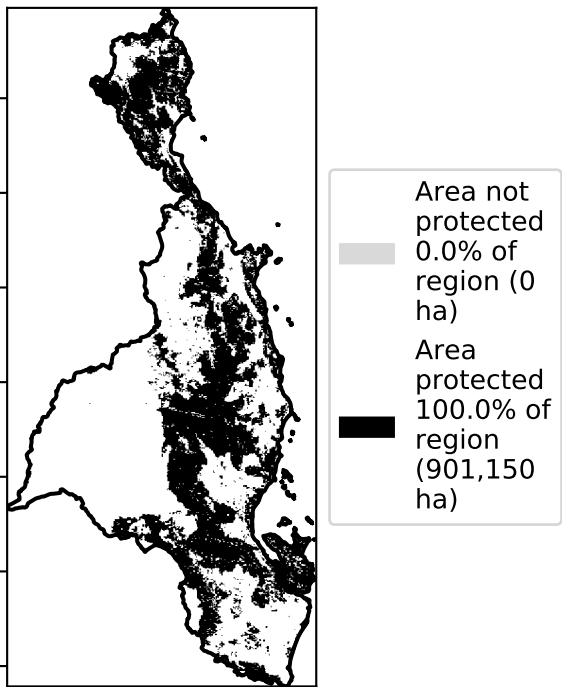 Area not
protected
0.0% of
region (0
ha)
Area
protected
100.0% of
region
(901,150
ha)